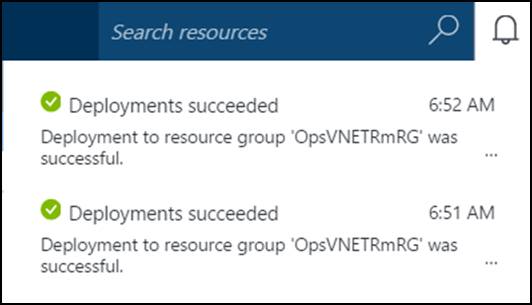 Search resources
Deployments succeeded 6:52 AM
Deployment to resource group 'OpsVNETRmRG' was
successful.
...
Deployments succeeded 6:51 AM
Deployment to resource group 'OpsVNETRmRG' was
successful.
...